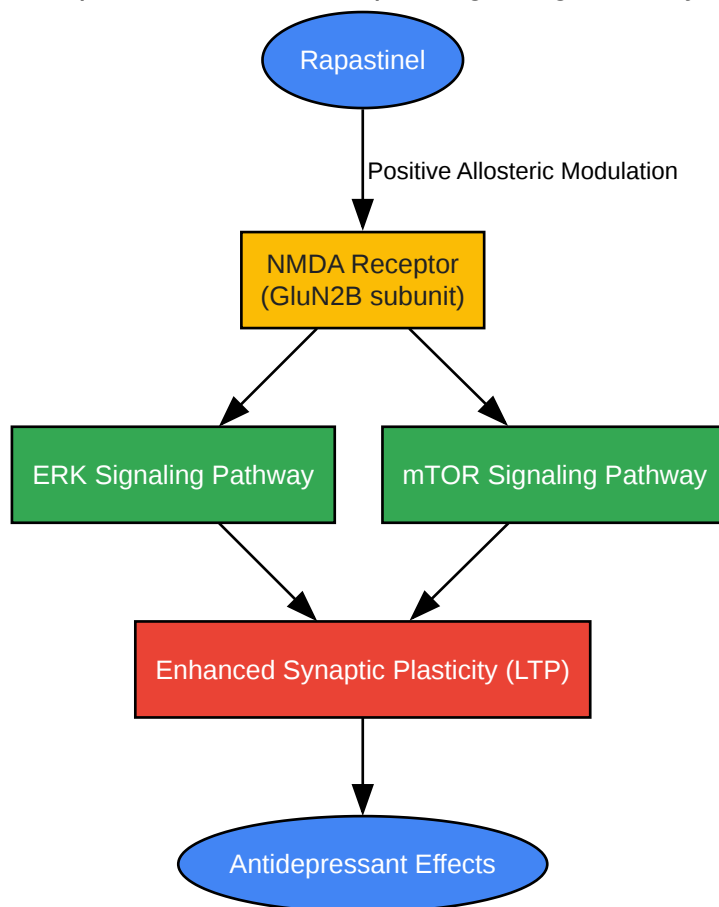 Rapastinel
Positive Allosteric Modulation
NMDA Receptor
(GluN2B subunit)
ERK Signaling Pathway
mTOR Signaling Pathway
Enhanced Synaptic Plasticity (LTP)
Antidepressant Effects